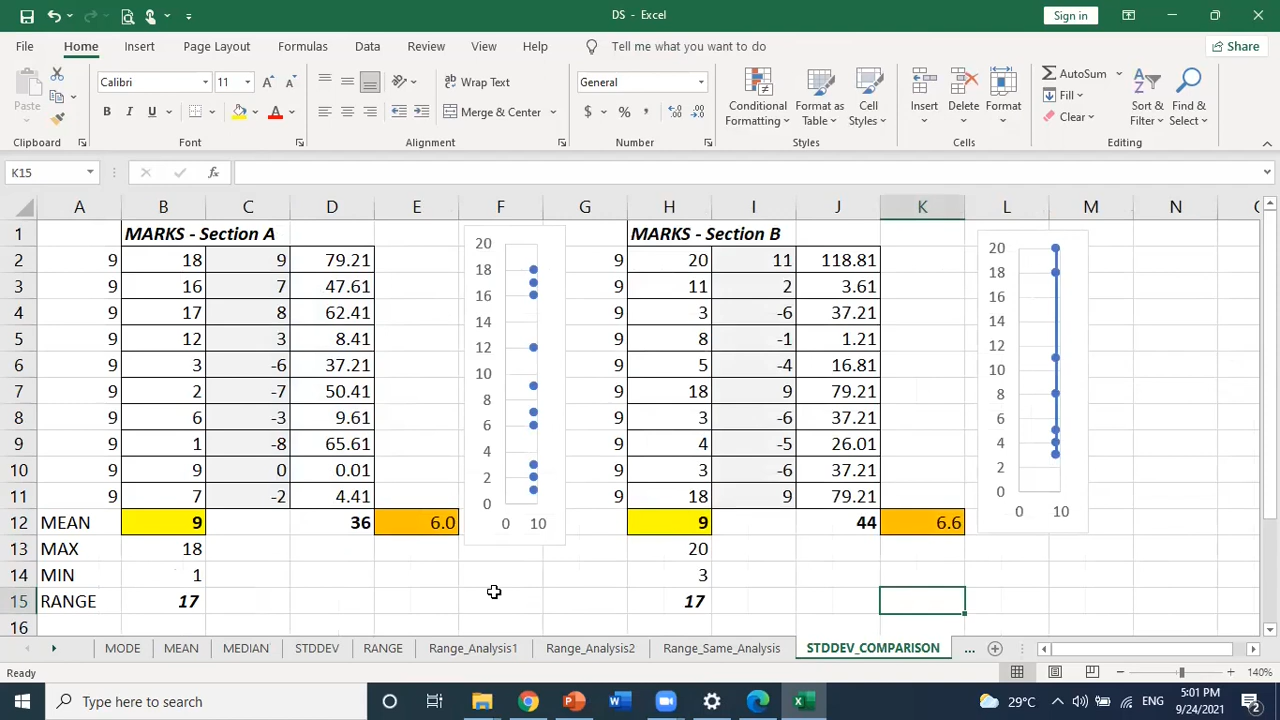 DS - Excel
Sign in
File Home Insert Page Layout Formulas Data Review View Help Tell me what you want to do Share
Paste
Calibri 11
B I U
Wrap Text
Merge & Center
General
$ % ,
Conditional Formatting
Format as Table
Cell Styles
Insert Delete Format
AutoSum
Fill
Clear
Sort & Filter
Find & Select
Clipboard Font Alignment Number Styles Cells Editing
K15 fx
A B C D E F G H I J K L M N
1 MARKS - Section A MARKS - Section B
2 9 18 9 79.21 9 20 11 118.81
3 9 16 7 47.61 9 11 2 3.61
4 9 17 8 62.41 9 3 -6 37.21
5 9 12 3 8.41 9 8 -1 1.21
6 9 3 -6 37.21 9 5 -4 16.81
7 9 2 -7 50.41 9 18 9 79.21
8 9 6 -3 9.61 9 3 -6 37.21
9 9 1 -8 65.61 9 4 -5 26.01
10 9 9 0 0.01 9 3 -6 37.21
11 9 7 -2 4.41 9 18 9 79.21
12 MEAN 9 36 6.0 9 44 6.6
13 MAX 18 20
14 MIN 1 3
15 RANGE 17 17
16
20
18
16
14
12
10
8
6
4
2
0
0 10
20
18
16
14
12
10
8
6
4
2
0
0 10
MODE MEAN MEDIAN STDDEV RANGE Range_Analysis1 Range_Analysis2 Range_Same_Analysis STDDEV_COMPARISON ...
Ready 140%
Type here to search
29°C ENG 5:01 PM
9/24/2021 2